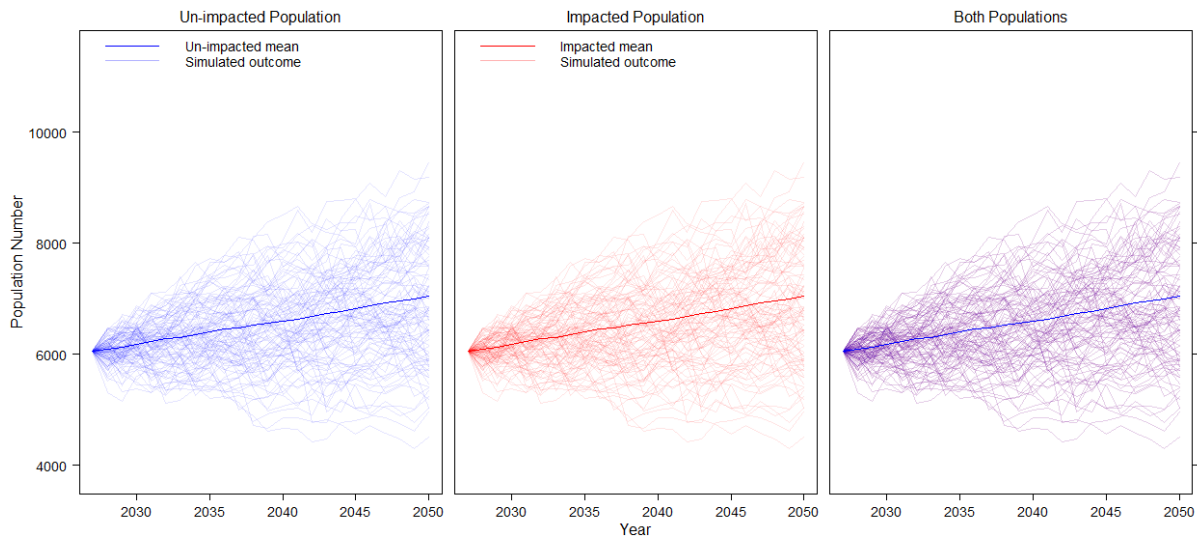 Un-impacted Population
Impacted Population
Both Populations
Un-impacted mean
Simulated outcome
Impacted mean
Simulated outcome
Population Number
10000
8000
6000
4000
2030 2035 2040 2045 2050
2030 2035 2040 2045 2050
2030 2035 2040 2045 2050
Year